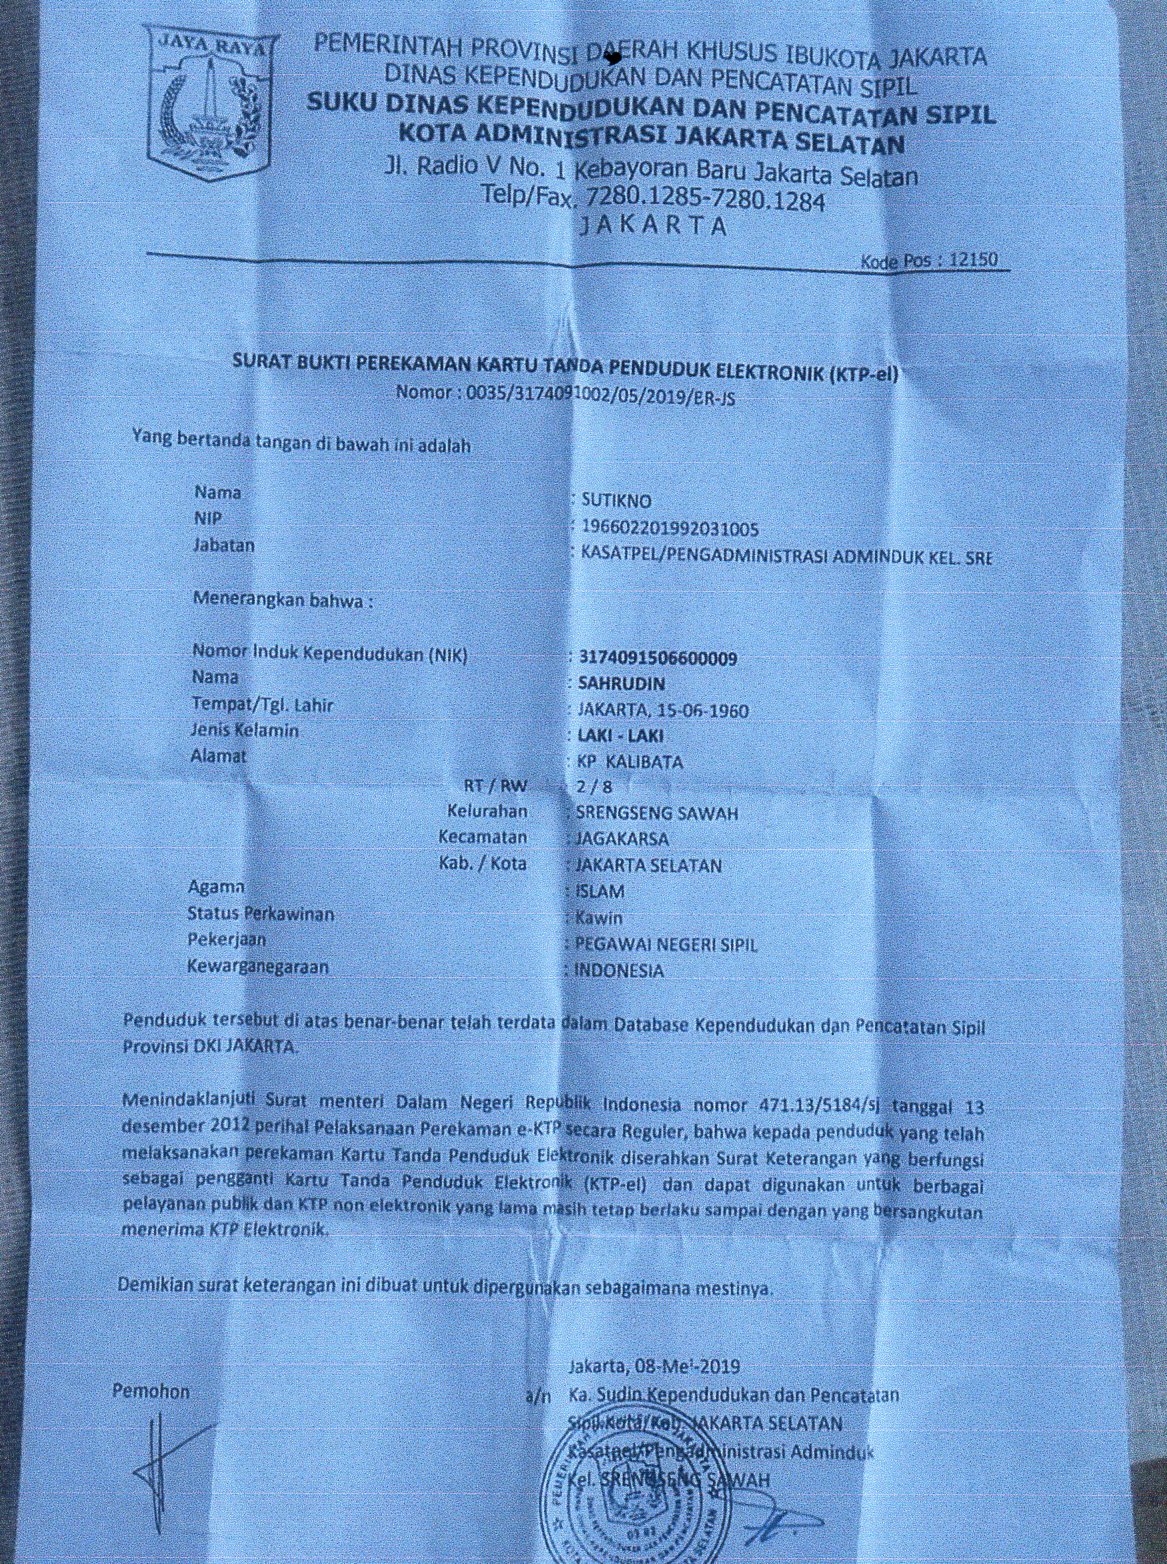 JAYA RAYA
PEMERINTAH PROVINSI DAERAH KHUSUS IBUKOTA JAKARTA
DINAS KEPENDUDUKAN DAN PENCATATAN SIPIL
SUKU DINAS KEPENDUDUKAN DAN PENCATATAN SIPIL
KOTA ADMINISTRASI JAKARTA SELATAN
Jl. Radio V No. 1 Kebayoran Baru Jakarta Selatan
Telp/Fax. 7280.1285-7280.1284
J A K A R T A
Kode Pos : 12150
SURAT BUKTI PEREKAMAN KARTU TANDA PENDUDUK ELEKTRONIK (KTP-el)
Nomor : 0035/3174091002/05/2019/BR-JS
Yang bertanda tangan di bawah ini adalah
Nama : SUTIKNO
NIP : 196602201992031005
Jabatan : KASATPEL/PENGADMINISTRASI ADMINDUK KEL. SRE
Menerangkan bahwa :
Nomor Induk Kependudukan (NIK) : 3174091506600009
Nama : SAHRUDIN
Tempat/Tgl. Lahir : JAKARTA, 15-06-1960
Jenis Kelamin : LAKI - LAKI
Alamat : KP KALIBATA
RT / RW : 2 / 8
Kelurahan : SRENGSENG SAWAH
Kecamatan : JAGAKARSA
Kab. / Kota : JAKARTA SELATAN
Agama : ISLAM
Status Perkawinan : Kawin
Pekerjaan : PEGAWAI NEGERI SIPIL
Kewarganegaraan : INDONESIA
Penduduk tersebut di atas benar-benar telah terdata dalam Database Kependudukan dan Pencatatan Sipil
Provinsi DKI JAKARTA.
Menindaklanjuti Surat menteri Dalam Negeri Republik Indonesia nomor 471.13/5184/sj tanggal 13
desember 2012 perihal Pelaksanaan Perekaman e-KTP secara Reguler, bahwa kepada penduduk yang telah
melaksanakan perekaman Kartu Tanda Penduduk Elektronik diserahkan Surat Keterangan yang berfungsi
sebagai pengganti Kartu Tanda Penduduk Elektronik (KTP-el) dan dapat digunakan untuk berbagai
pelayanan publik dan KTP non elektronik yang lama masih tetap berlaku sampai dengan yang bersangkutan
menerima KTP Elektronik.
Demikian surat keterangan ini dibuat untuk dipergunakan sebagaimana mestinya.
Jakarta, 08-Mei-2019
Pemohon
a/n Ka. Sudin Kependudukan dan Pencatatan
Sipil Kota/Kab. JAKARTA SELATAN
Kasatpel/Pengadministrasi Adminduk
Kel. SRENGSENG SAWAH